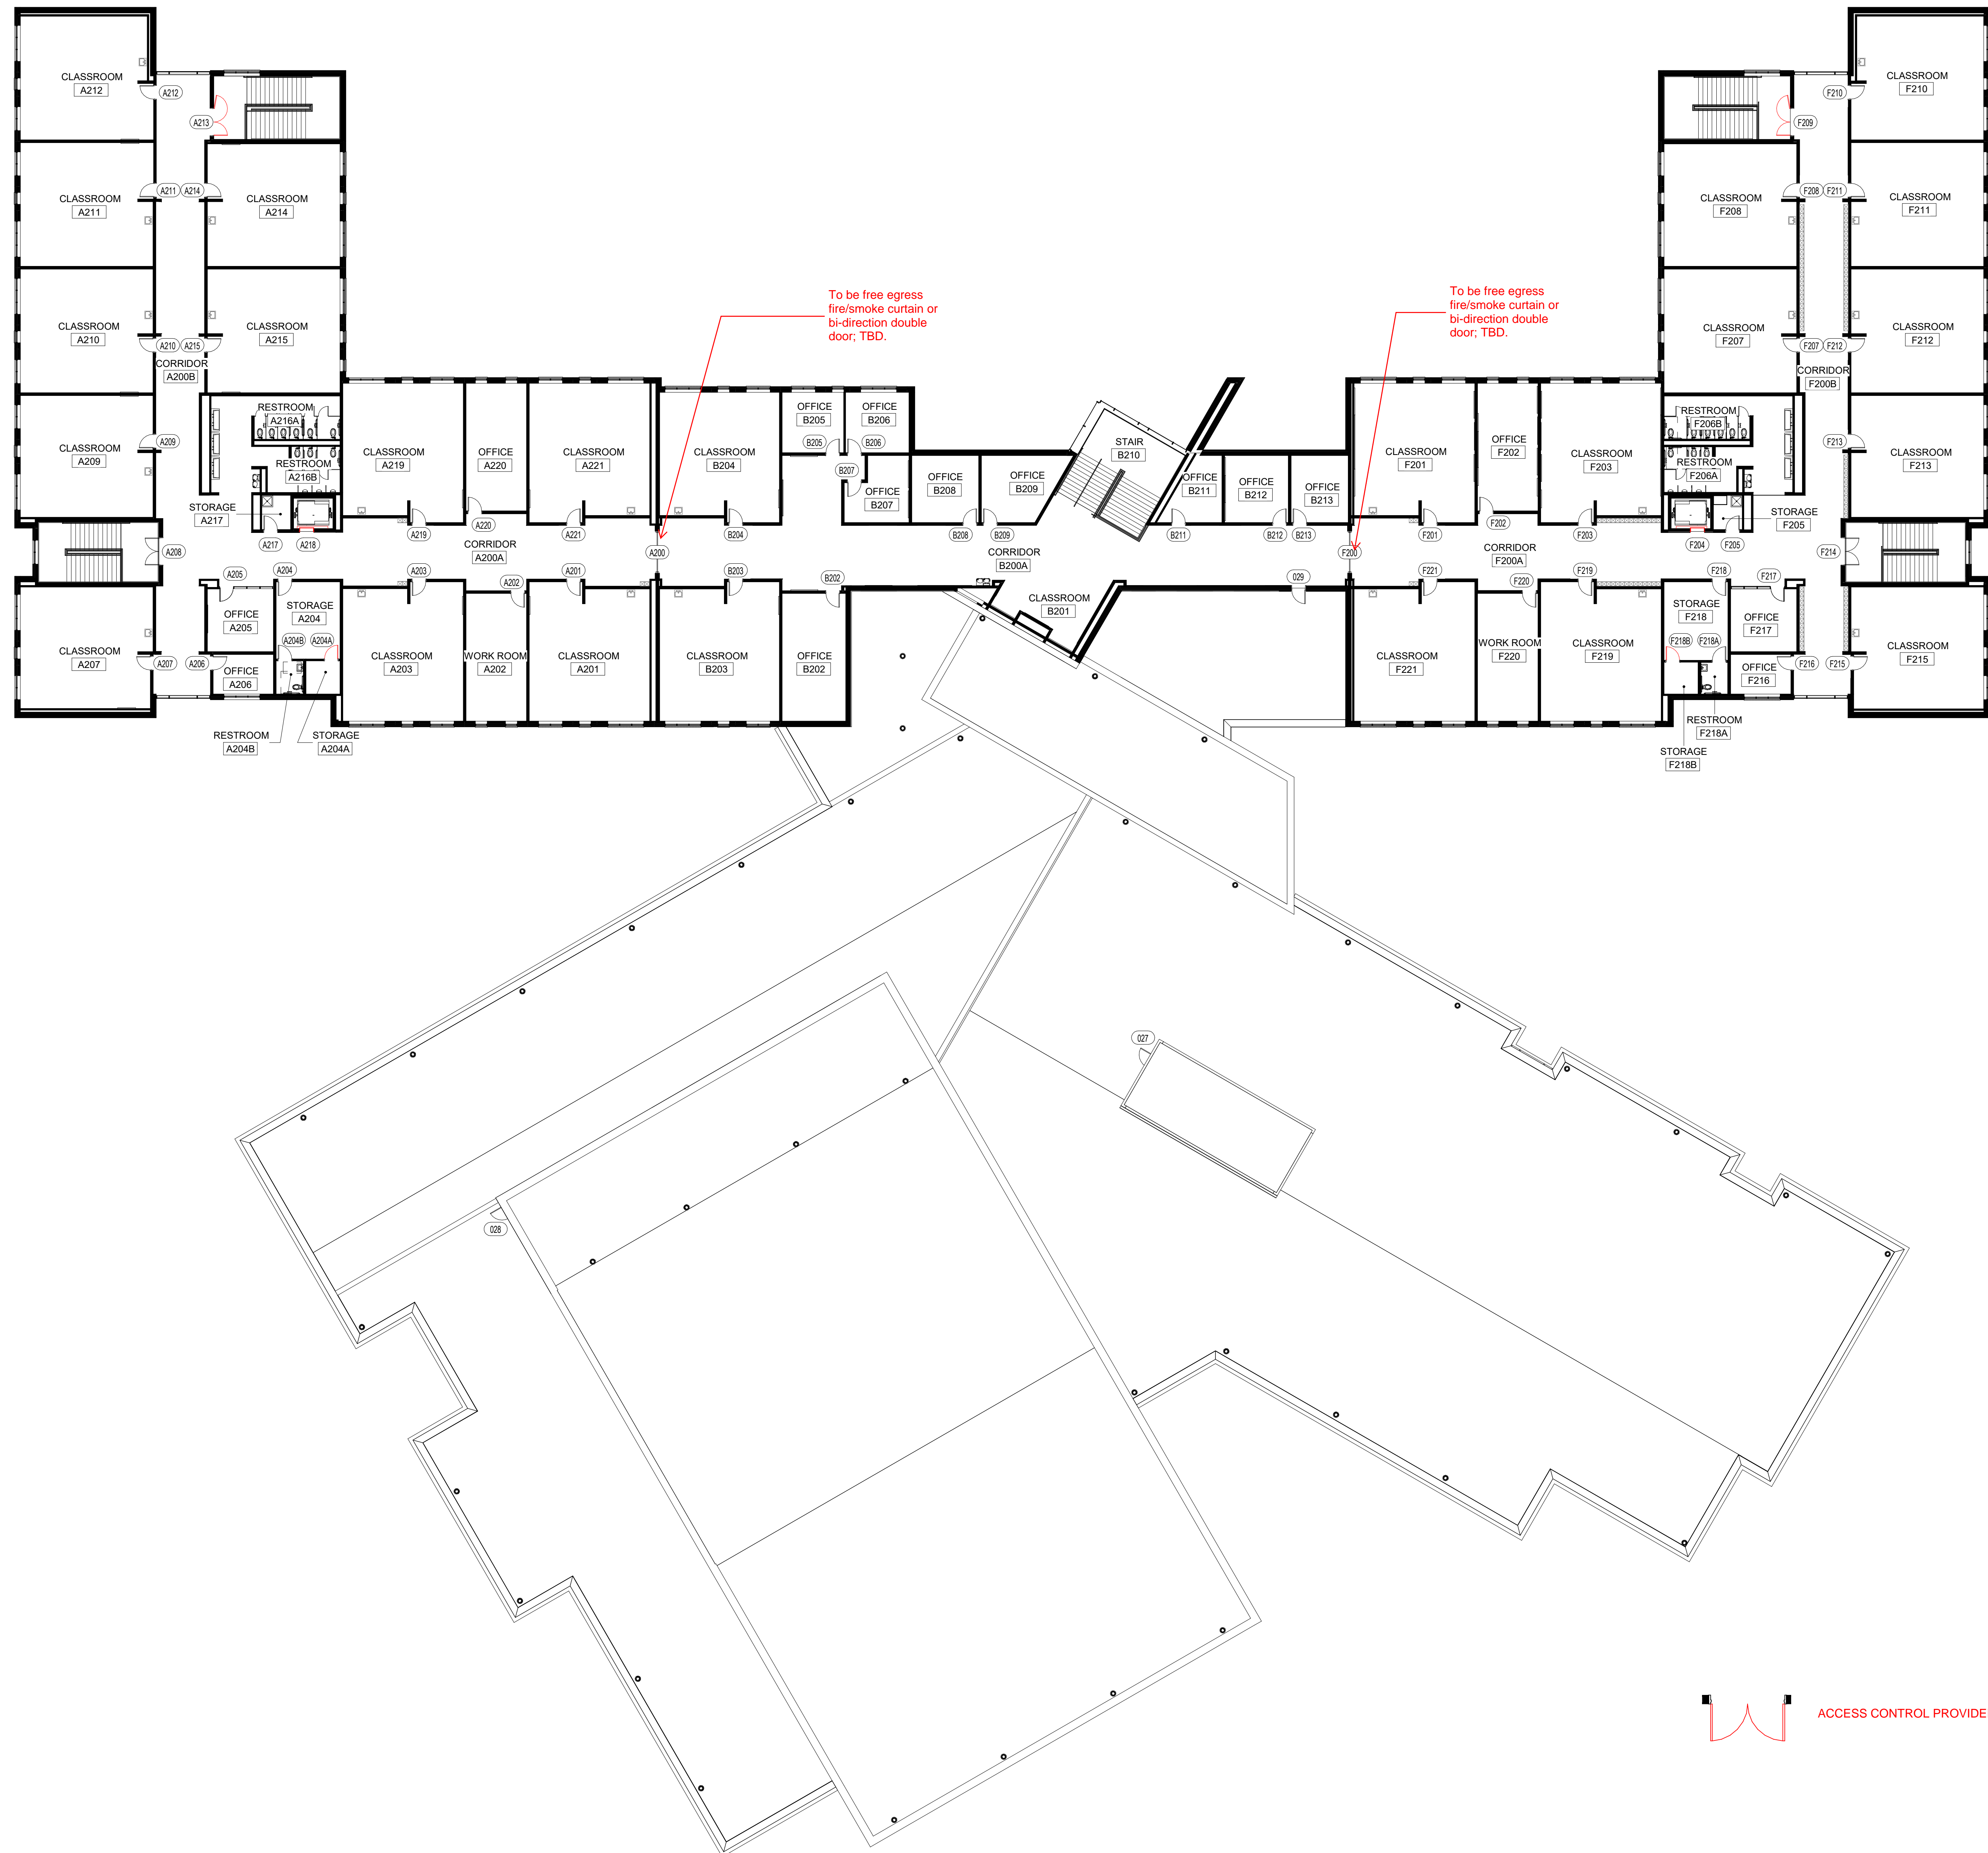 CLASSROOM
A212
A212
A213
CLASSROOM
F210
F210
F209
CLASSROOM
A211
A211
A214
CLASSROOM
A214
CLASSROOM
F208
F208
F211
CLASSROOM
F211
To be free egress
fire/smoke curtain or
bi-direction double
door; TBD.
To be free egress
fire/smoke curtain or
bi-direction double
door; TBD.
CLASSROOM
A210
A210
A215
CLASSROOM
A215
CORRIDOR
A200B
CLASSROOM
F207
F207
F212
CLASSROOM
F212
CORRIDOR
F200B
CLASSROOM
A209
A209
RESTROOM
A216A
RESTROOM
A216B
STORAGE
A217
A217
A218
CLASSROOM
A219
A219
OFFICE
A220
A220
CLASSROOM
A221
A221
CORRIDOR
A200A
A200
CLASSROOM
B204
B204
OFFICE
B205
B205
OFFICE
B206
B206
B207
OFFICE
B207
OFFICE
B208
B208
OFFICE
B209
B209
STAIR
B210
CORRIDOR
B200A
OFFICE
B211
B211
OFFICE
B212
B212
OFFICE
B213
B213
F200
CLASSROOM
F201
F201
OFFICE
F202
F202
CLASSROOM
F203
F203
CORRIDOR
F200A
RESTROOM
F206B
RESTROOM
F206A
STORAGE
F205
F204
F205
F213
CLASSROOM
F213
F214
A208
A205
A204
OFFICE
A205
STORAGE
A204
A204B
A204A
CLASSROOM
A207
A207
A206
OFFICE
A206
RESTROOM
A204B
STORAGE
A204A
A203
CLASSROOM
A203
A202
WORK ROOM
A202
A201
CLASSROOM
A201
B203
CLASSROOM
B203
B202
OFFICE
B202
CLASSROOM
B201
029
F221
CLASSROOM
F221
F220
WORK ROOM
F220
F219
CLASSROOM
F219
F218
STORAGE
F218
F218B
F218A
F217
OFFICE
F217
OFFICE
F216
F216
F215
CLASSROOM
F215
RESTROOM
F218A
STORAGE
F218B
027
028
ACCESS CONTROL PROVIDE